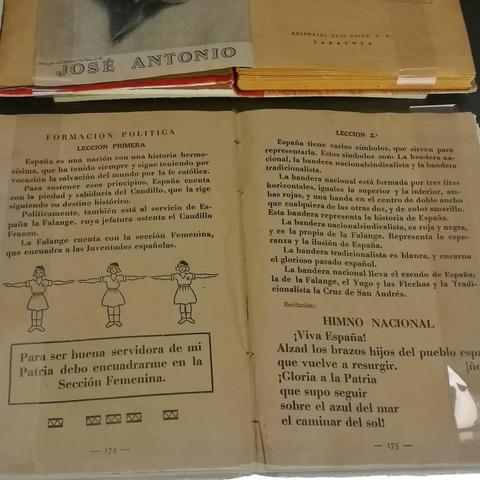 JOSÉ ANTONIO
EDITORIAL LUIS VIVES, S. A.
ZARAGOZA
FORMACION POLITICA
LECCION PRIMERA
España es una nación con una historia hermo-
sísima, que ha tenido siempre y sigue teniendo por
vocación la salvación del mundo por la fe católica.
Para sostener esos principios, España cuenta
con la piedad y sabiduría del Caudillo, que la rige
siguiendo su destino histórico.
Políticamente, también está al servicio de Es-
paña la Falange, cuya jefatura ostenta el Caudillo
Franco.
La Falange cuenta con la sección Femenina,
que encuadra a las Juventudes españolas.
Para ser buena servidora de mi
Patria debo encuadrarme en la
Sección Femenina.
— 174 —
LECCION 2.ª
España tiene varios símbolos, que sirven para
representarla. Estos símbolos son: La bandera na-
cional, la bandera nacionalsindicalista y la bandera
tradicionalista.
La bandera nacional está formada por tres tiras
horizontales, iguales la superior y la inferior, am-
bas rojas, y una banda en el centro de doble ancho
que cualquiera de las otras dos, y de color amarillo.
Esta bandera representa la historia de España.
La bandera nacionalsindicalista, es roja y negra,
y es la propia de la Falange. Representa la espe-
ranza y la ilusión de España.
La bandera tradicionalista es blanca, y encarna
el glorioso pasado español.
La bandera nacional lleva el escudo de España;
la de la Falange, el Yugo y las Flechas y la Tradi-
cionalista la Cruz de San Andrés.
Recitación:
HIMNO NACIONAL
¡Viva España!
Alzad los brazos hijos del pueblo espa
que vuelve a resurgir. [ño
¡Gloria a la Patria
que supo seguir
sobre el azul del mar
el caminar del sol!
— 175 —